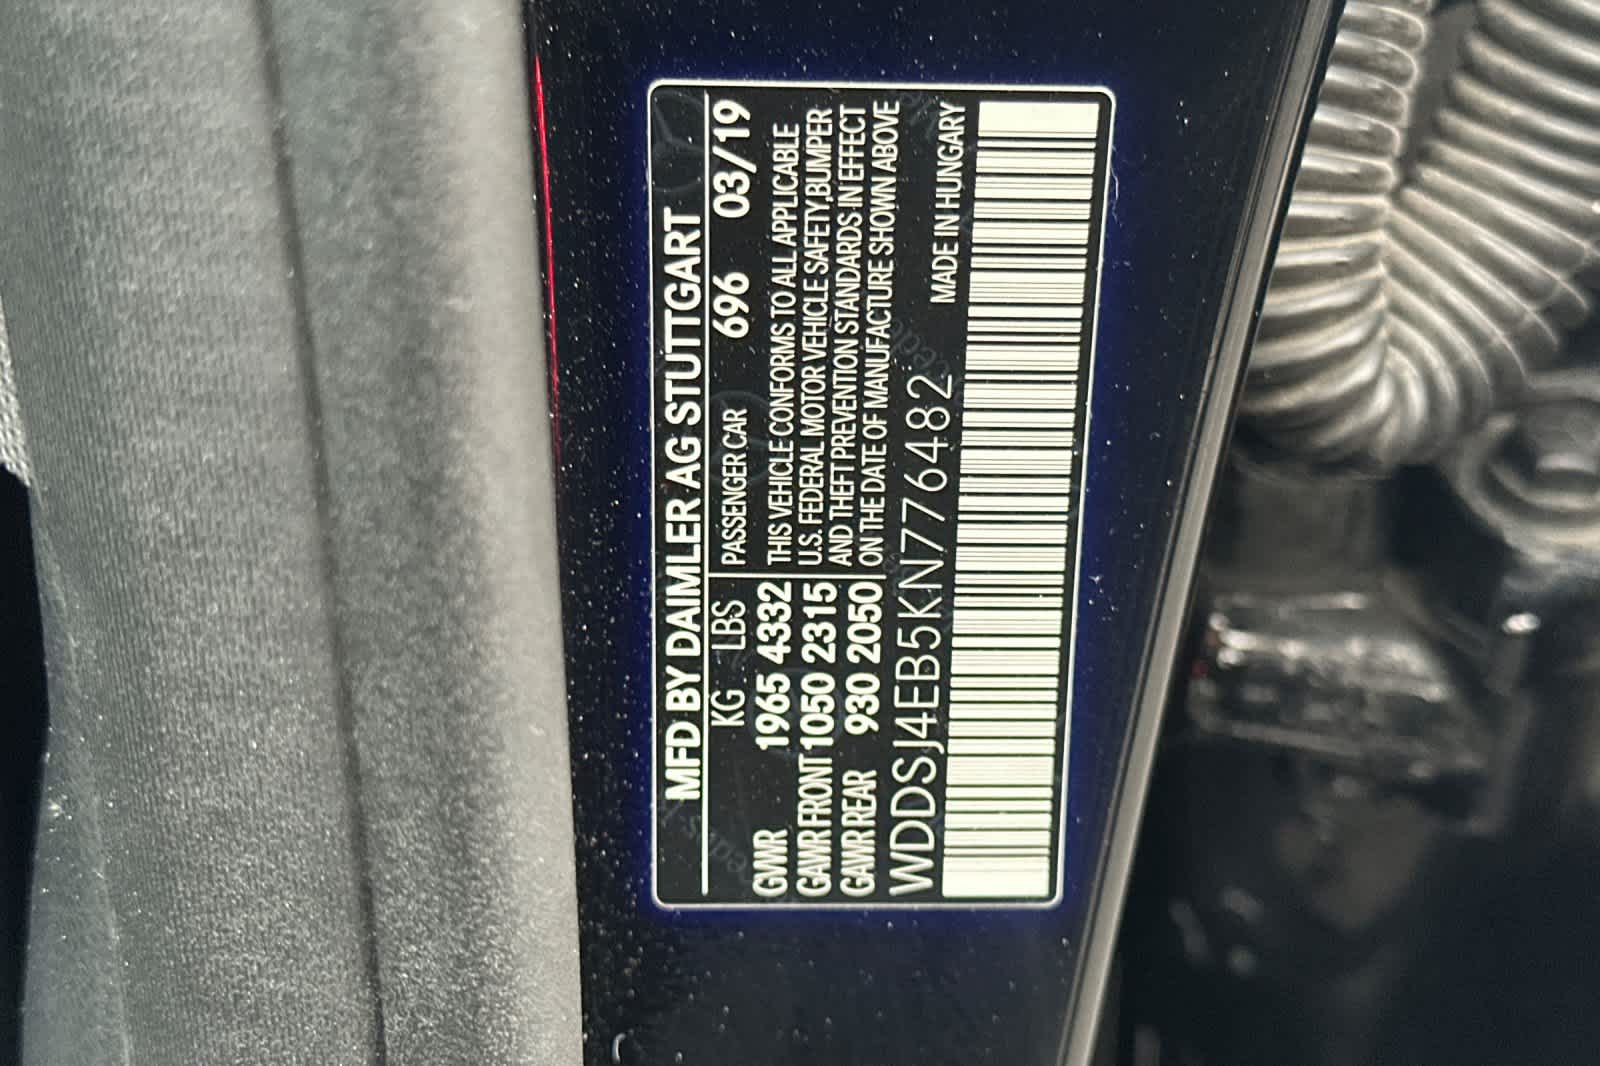 MFD BY DAIMLER AG STUTTGART
KG LBS
GVWR 1965 4332
GAWR FRONT 1050 2315
GAWR REAR 930 2050
PASSENGER CAR 696 03/19
THIS VEHICLE CONFORMS TO ALL APPLICABLE
U.S. FEDERAL MOTOR VEHICLE SAFETY,BUMPER
AND THEFT PREVENTION STANDARDS IN EFFECT
ON THE DATE OF MANUFACTURE SHOWN ABOVE
WDDSJ4EB5KN776482 MADE IN HUNGARY